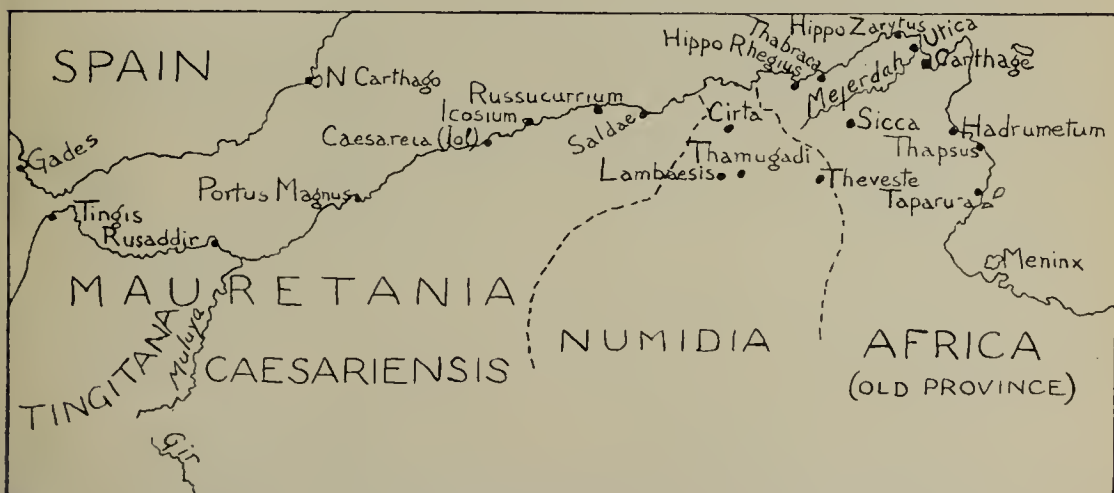 SPAIN
N Carthago
Gades
Tingis
Rusaddir
Portus Magnus
Caesareia (Iol)
Icosium
Russucurrium
Saldae
Hippo Rhegius
Thabraca
Hippo Zarytus
Utica
Carthage
Mejerdah
Cirta
Sicca
Hadrumetum
Thapsus
Thamugadi
Lambaesis
Theveste
Taparura
Meninx
MAURETANIA
TINGITANA
Muluya
CAESARIENSIS
NUMIDIA
AFRICA
(OLD PROVINCE)
Gir